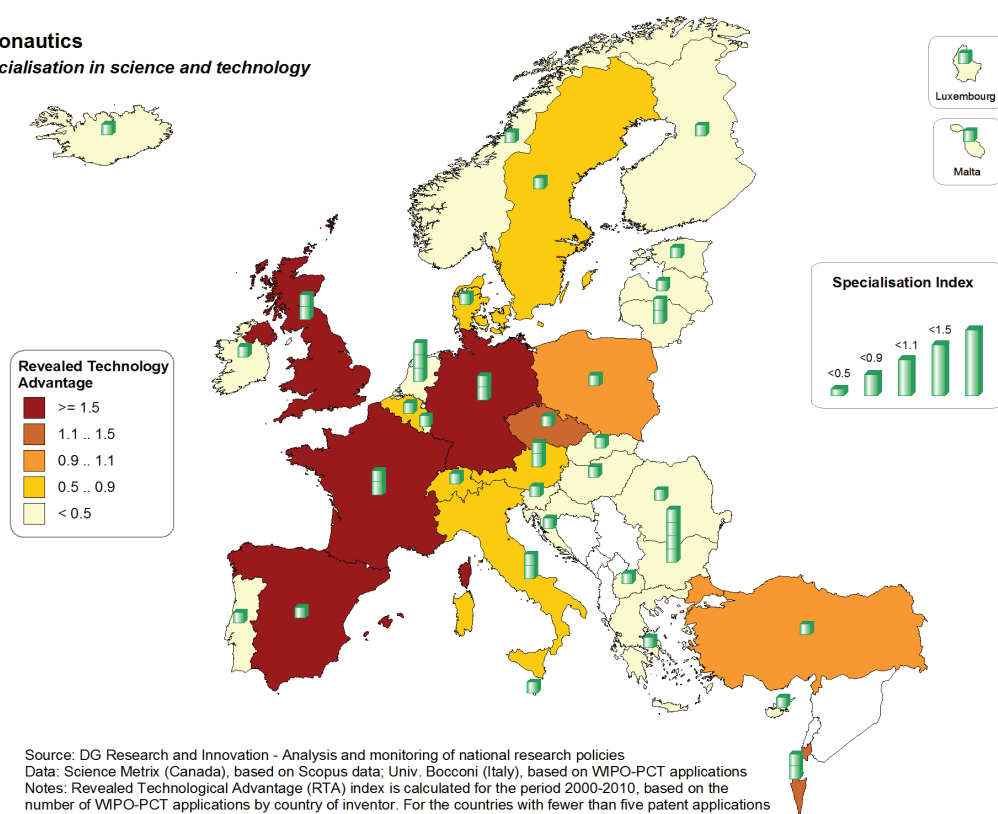 onautics
cialisation in science and technology
Luxembourg
Malta
Specialisation Index
<0.5
<0.9
<1.1
<1.5
Revealed Technology
Advantage
>= 1.5
1.1 .. 1.5
0.9 .. 1.1
0.5 .. 0.9
< 0.5
Source: DG Research and Innovation - Analysis and monitoring of national research policies
Data: Science Metrix (Canada), based on Scopus data; Univ. Bocconi (Italy), based on WIPO-PCT applications
Notes: Revealed Technological Advantage (RTA) index is calculated for the period 2000-2010, based on the
number of WIPO-PCT applications by country of inventor. For the countries with fewer than five patent applications